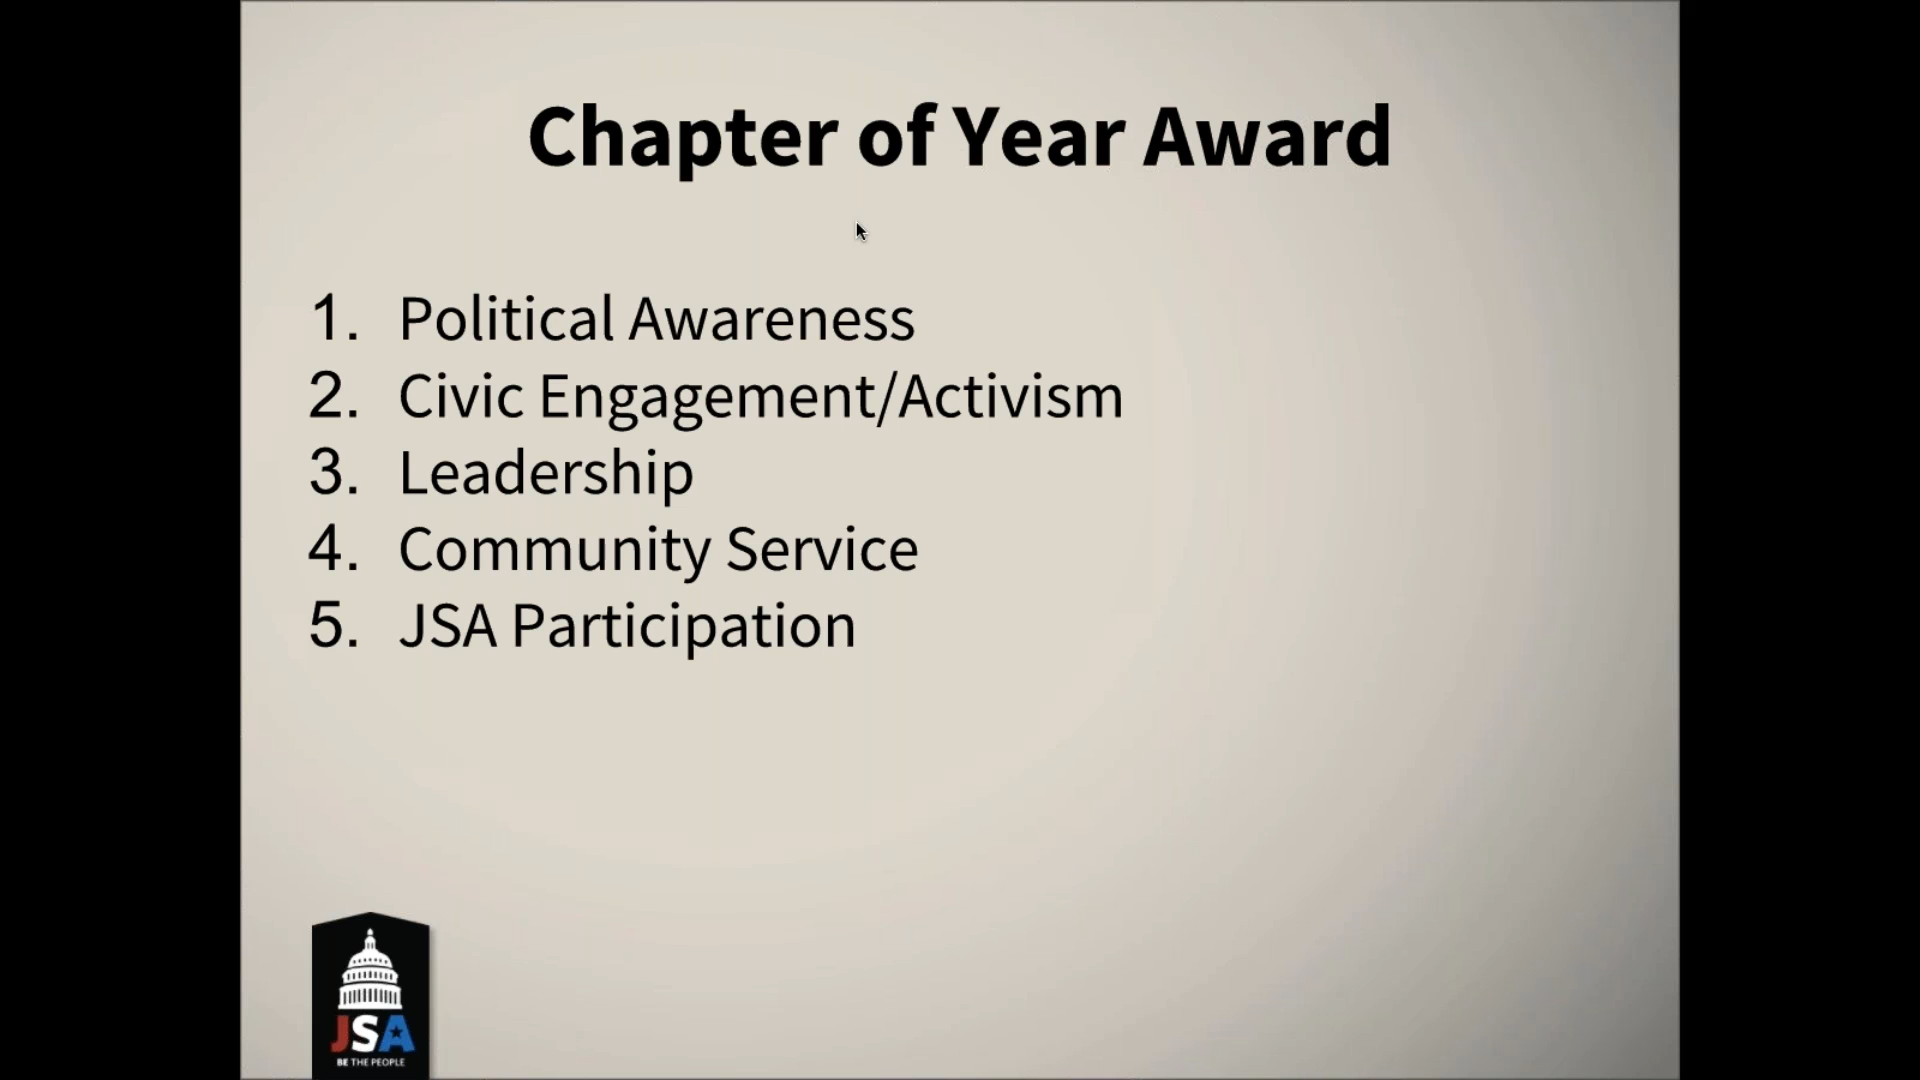 Chapter of Year Award
1. Political Awareness
2. Civic Engagement/Activism
3. Leadership
4. Community Service
5. JSA Participation
JSA
BE THE PEOPLE